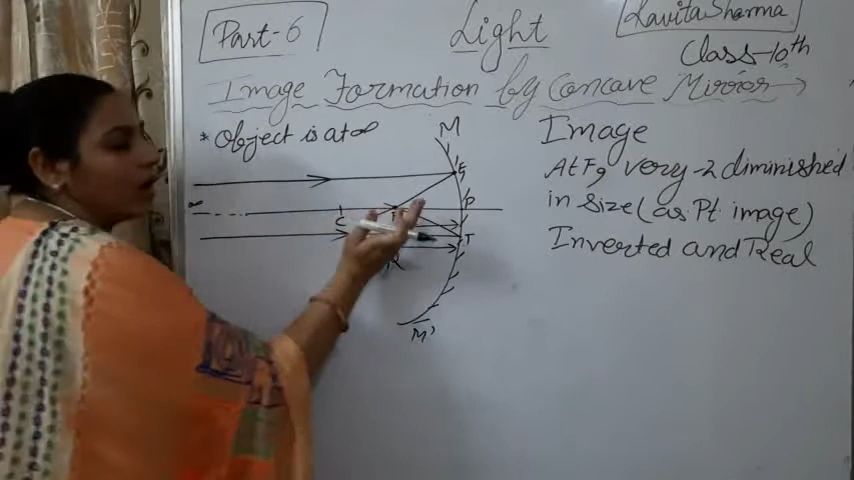 Part-6
Light
Kavita Sharma
Class-10th
Image Formation by Concave Mirror
* Object is at ∞
M
P
∞
C
T
R
M'
Image
At F, very-2 diminished
in size (as Pt image)
Inverted and Real